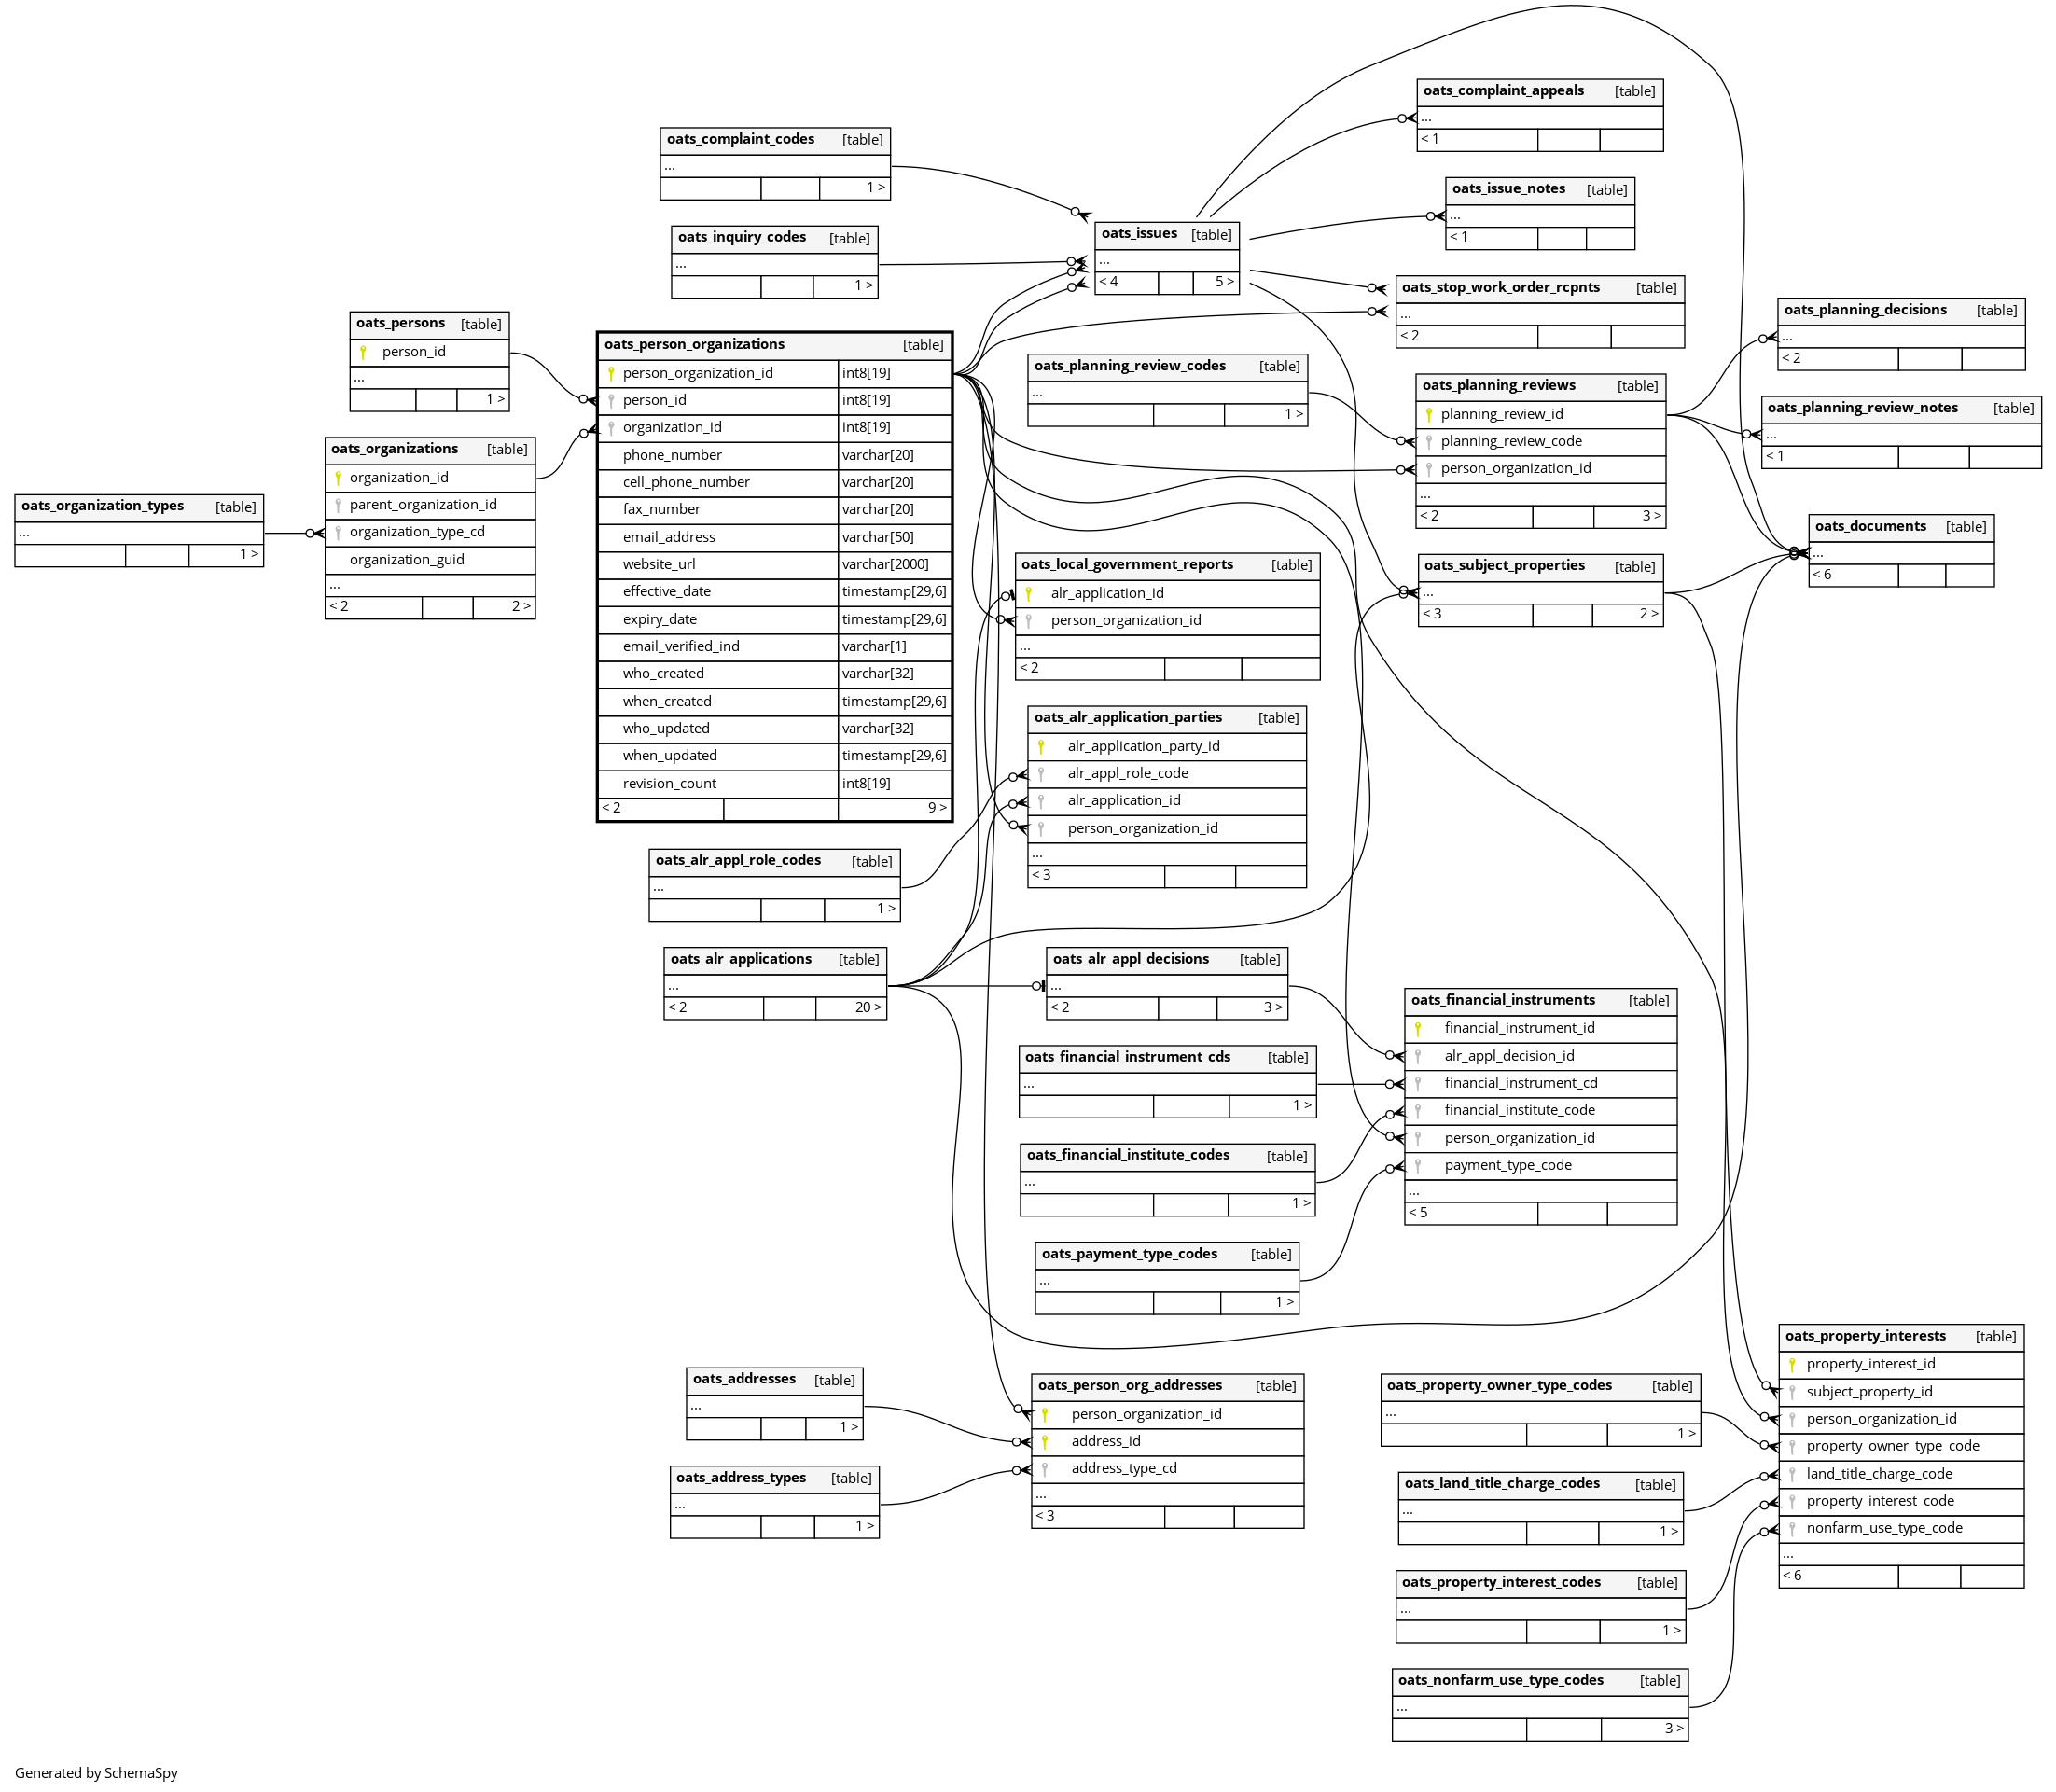 oats_complaint_appeals [table]
...
< 1
oats_complaint_codes [table]
...
1 >
oats_issue_notes [table]
...
< 1
oats_inquiry_codes [table]
...
1 >
oats_issues [table]
...
< 4 5 >
oats_stop_work_order_rcpnts [table]
...
< 2
oats_planning_decisions [table]
...
< 2
oats_persons [table]
person_id
...
1 >
oats_person_organizations [table]
person_organization_id int8[19]
person_id int8[19]
organization_id int8[19]
phone_number varchar[20]
cell_phone_number varchar[20]
fax_number varchar[20]
email_address varchar[50]
website_url varchar[2000]
effective_date timestamp[29,6]
expiry_date timestamp[29,6]
email_verified_ind varchar[1]
who_created varchar[32]
when_created timestamp[29,6]
who_updated varchar[32]
when_updated timestamp[29,6]
revision_count int8[19]
< 2 9 >
oats_planning_review_codes [table]
...
1 >
oats_planning_reviews [table]
planning_review_id
planning_review_code
person_organization_id
...
< 2 3 >
oats_planning_review_notes [table]
...
< 1
oats_organizations [table]
organization_id
parent_organization_id
organization_type_cd
organization_guid
...
< 2 2 >
oats_organization_types [table]
...
1 >
oats_documents [table]
...
< 6
oats_local_government_reports [table]
alr_application_id
person_organization_id
...
< 2
oats_subject_properties [table]
...
< 3 2 >
oats_alr_application_parties [table]
alr_application_party_id
alr_appl_role_code
alr_application_id
person_organization_id
...
< 3
oats_alr_appl_role_codes [table]
...
1 >
oats_alr_applications [table]
...
< 2 20 >
oats_alr_appl_decisions [table]
...
< 2 3 >
oats_financial_instruments [table]
financial_instrument_id
alr_appl_decision_id
financial_instrument_cd
financial_institute_code
person_organization_id
payment_type_code
...
< 5
oats_financial_instrument_cds [table]
...
1 >
oats_financial_institute_codes [table]
...
1 >
oats_payment_type_codes [table]
...
1 >
oats_property_interests [table]
property_interest_id
subject_property_id
person_organization_id
property_owner_type_code
land_title_charge_code
property_interest_code
nonfarm_use_type_code
...
< 6
oats_addresses [table]
...
1 >
oats_person_org_addresses [table]
person_organization_id
address_id
address_type_cd
...
< 3
oats_property_owner_type_codes [table]
...
1 >
oats_address_types [table]
...
1 >
oats_land_title_charge_codes [table]
...
1 >
oats_property_interest_codes [table]
...
1 >
oats_nonfarm_use_type_codes [table]
...
3 >
Generated by SchemaSpy